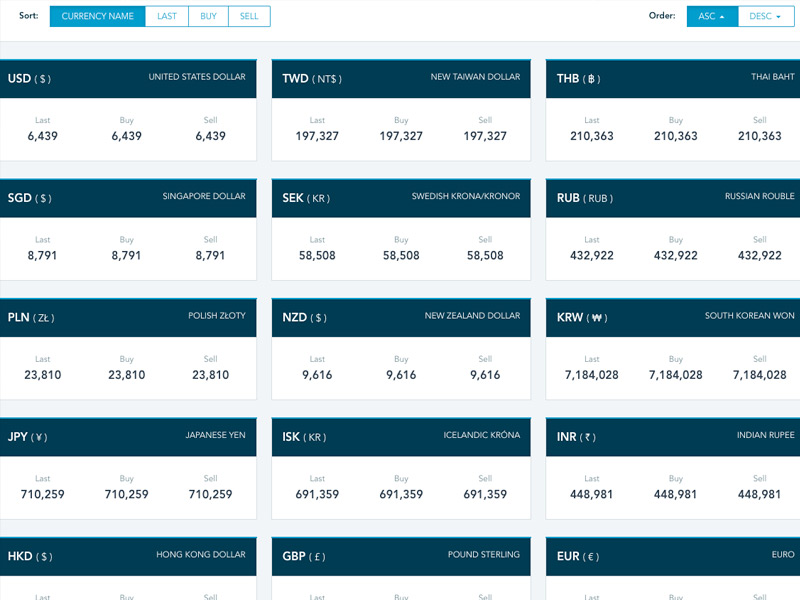 Sort: CURRENCY NAME LAST BUY SELL Order: ASC DESC
USD ( $ ) UNITED STATES DOLLAR TWD ( NT$ ) NEW TAIWAN DOLLAR THB ( ฿ ) THAI BAHT
Last Buy Sell Last Buy Sell Last Buy Sell
6,439 6,439 6,439 197,327 197,327 197,327 210,363 210,363 210,363
SGD ( $ ) SINGAPORE DOLLAR SEK ( KR ) SWEDISH KRONA/KRONOR RUB ( RUB ) RUSSIAN ROUBLE
Last Buy Sell Last Buy Sell Last Buy Sell
8,791 8,791 8,791 58,508 58,508 58,508 432,922 432,922 432,922
PLN ( ZŁ ) POLISH ZŁOTY NZD ( $ ) NEW ZEALAND DOLLAR KRW ( ₩ ) SOUTH KOREAN WON
Last Buy Sell Last Buy Sell Last Buy Sell
23,810 23,810 23,810 9,616 9,616 9,616 7,184,028 7,184,028 7,184,028
JPY ( ¥ ) JAPANESE YEN ISK ( KR ) ICELANDIC KRÓNA INR ( ₹ ) INDIAN RUPEE
Last Buy Sell Last Buy Sell Last Buy Sell
710,259 710,259 710,259 691,359 691,359 691,359 448,981 448,981 448,981
HKD ( $ ) HONG KONG DOLLAR GBP ( £ ) POUND STERLING EUR ( € ) EURO
Last Buy Sell Last Buy Sell Last Buy Sell